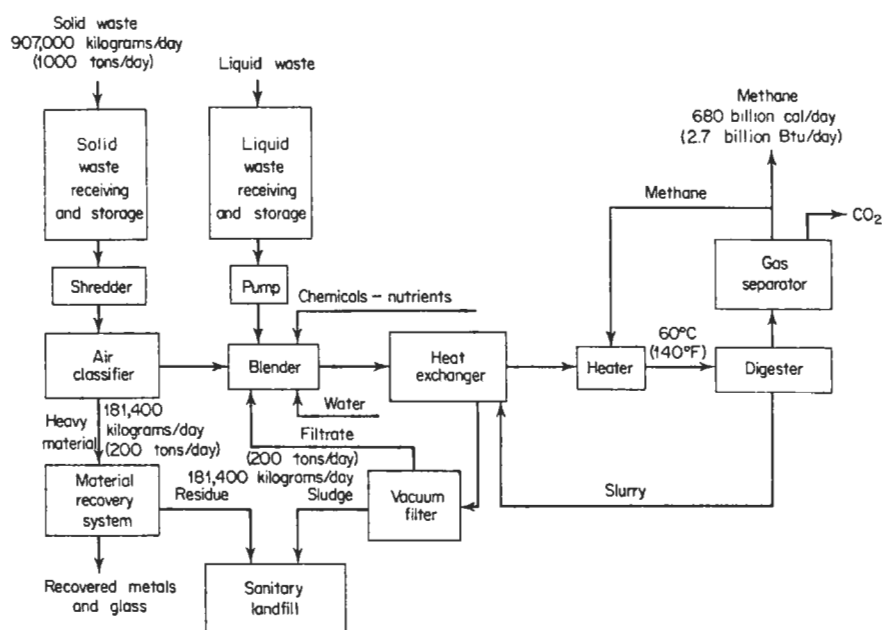 Solid waste
907,000 kilograms/day
(1000 tons/day)
Liquid waste
Methane
680 billion cal/day
(2.7 billion Btu/day)
Solid
waste
receiving
and storage
Liquid
waste
receiving
and storage
Methane
CO₂
Gas
separator
Shredder
Pump
Chemicals – nutrients
60°C
(140°F)
Air
classifier
Blender
Heat
exchanger
Heater
Digester
Water
Heavy
material
181,400
kilograms/day
(200 tons/day)
Filtrate
(200 tons/day)
181,400 kilograms/day
Material
recovery
system
Residue
Sludge
Vacuum
filter
Slurry
Recovered metals
and glass
Sanitary
landfill